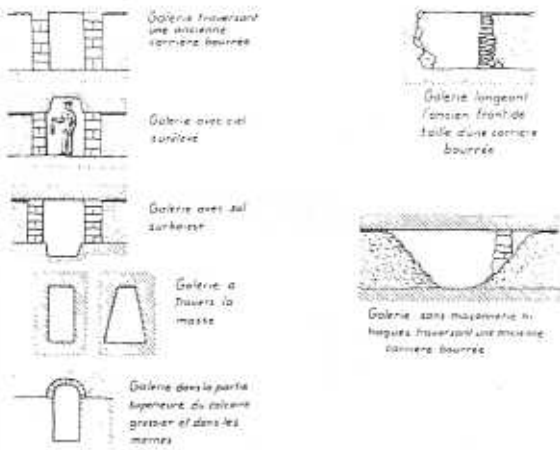 Galerie traversant
une ancienne
carrière bourrée
Galerie avec ciel
surélevé
Galerie avec sol
surbaissé
Galerie à
travers la
masse
Galerie dans la partie
supérieure du calcaire
grossier et dans les
marnes
Galerie longeant
l'ancien front de
taille d'une carrière
bourrée
Galerie sans maçonnerie ni
hagues traversant une ancienne
carrière bourrée